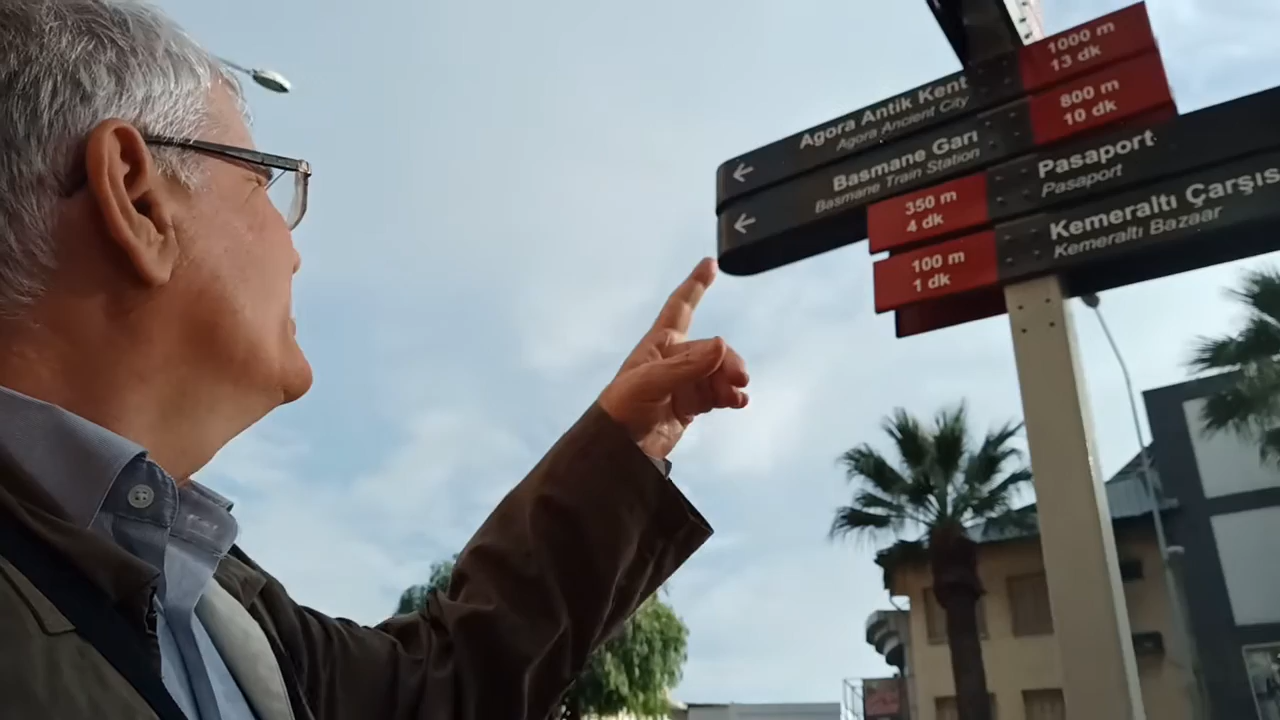 Agora Antik Kent
Agora Ancient City
1000 m
13 dk
Basmane Garı
Basmane Train Station
800 m
10 dk
350 m
4 dk
Pasaport
Pasaport
100 m
1 dk
Kemeraltı Çarşıs
Kemeraltı Bazaar